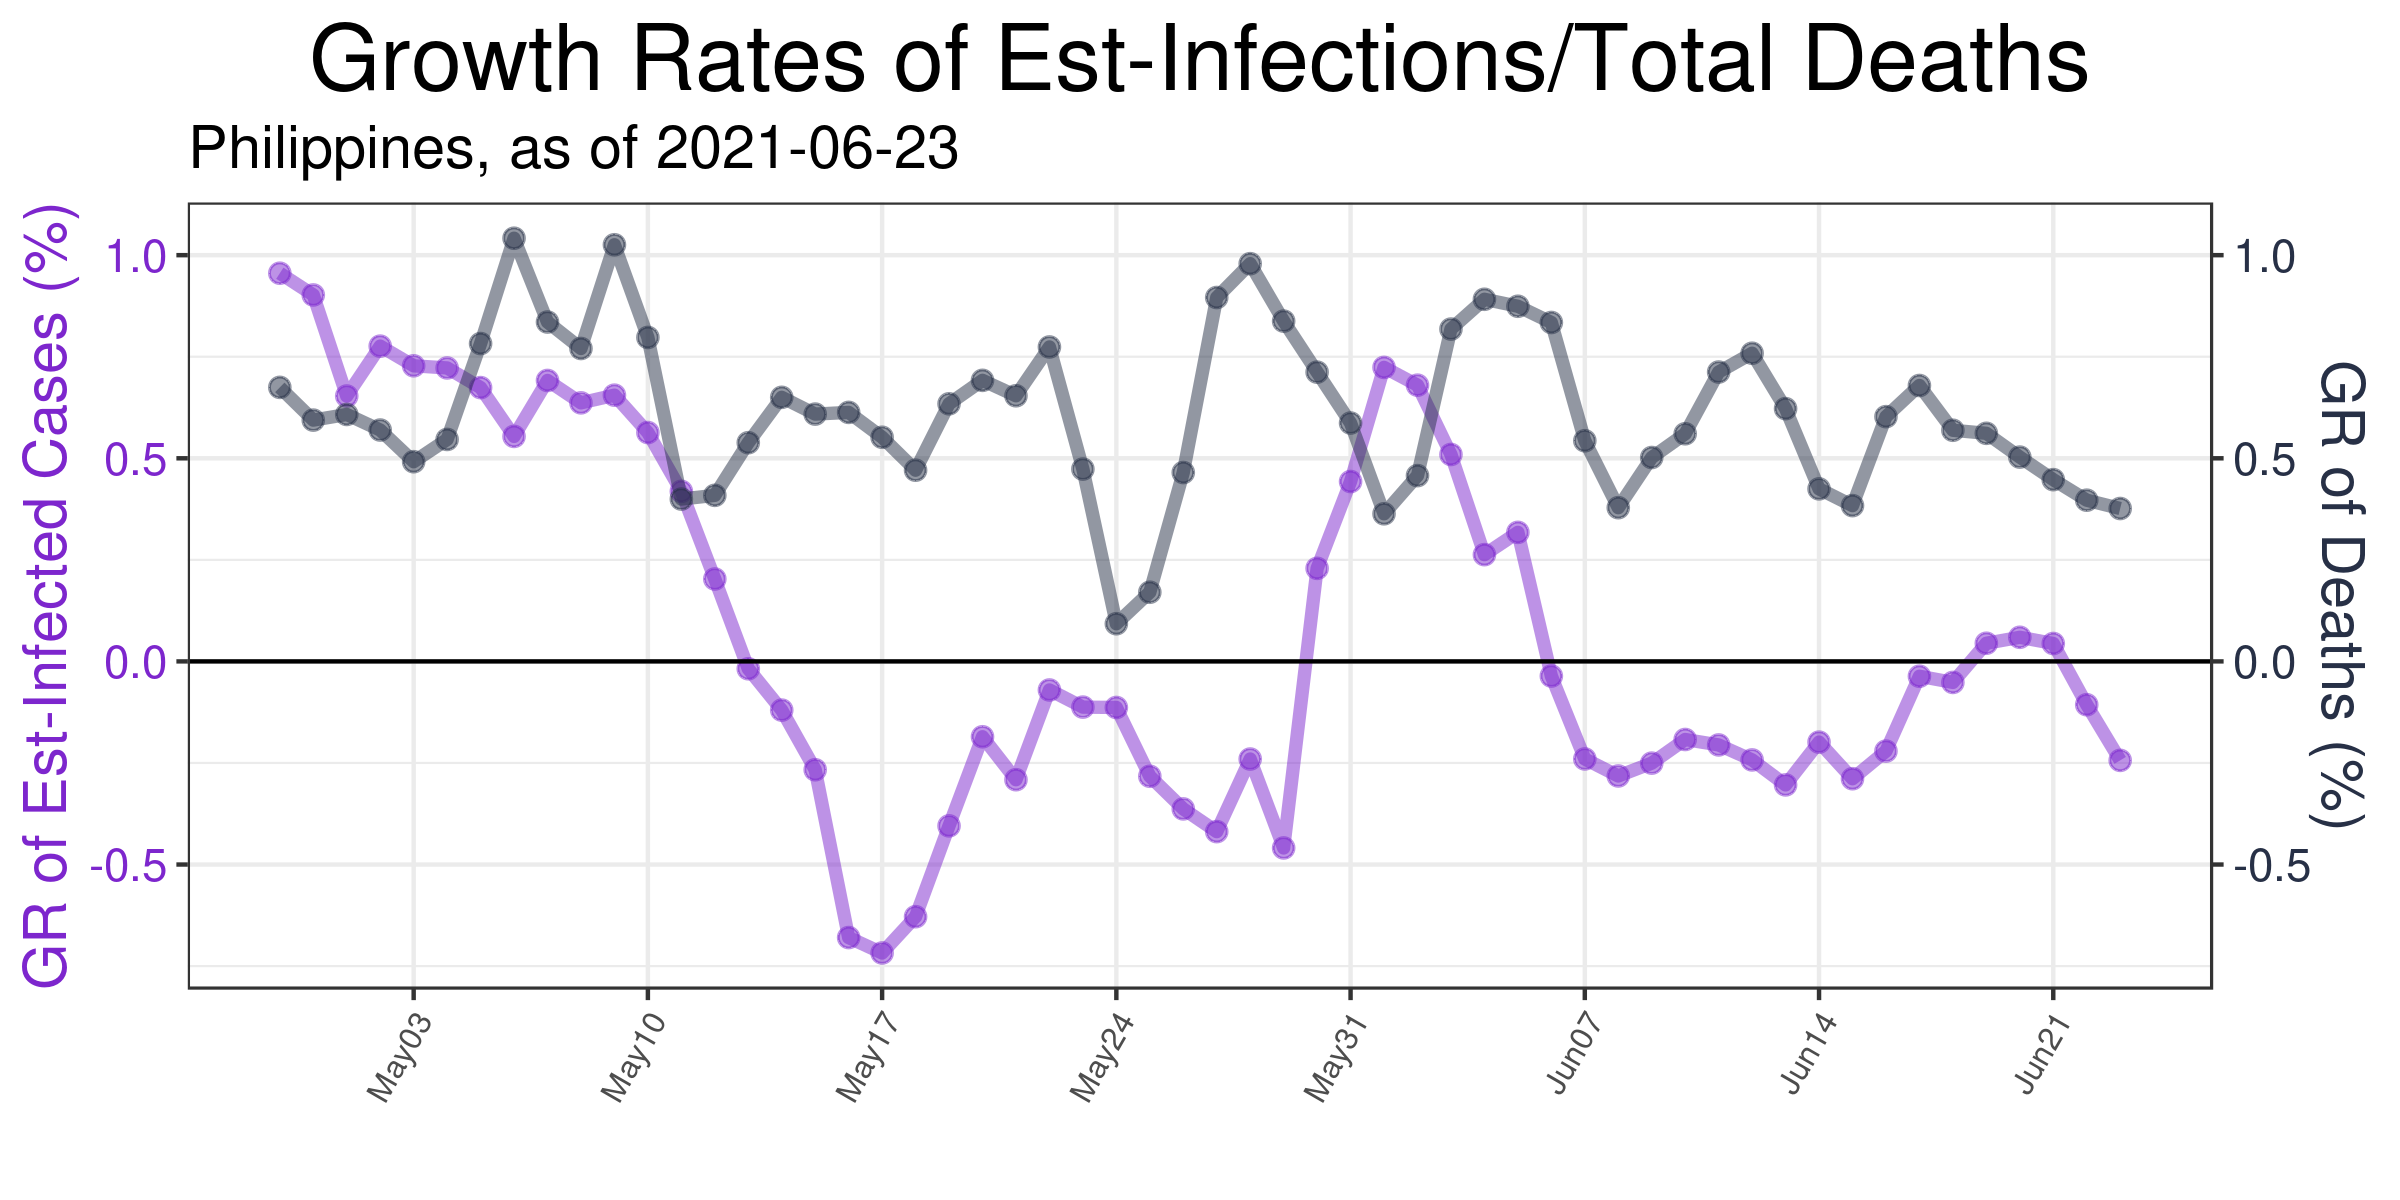 Growth Rates of Est-Infections/Total Deaths
Philippines, as of 2021-06-23
GR of Est-Infected Cases (%)
1.0
0.5
0.0
-0.5
1.0
0.5
0.0
-0.5
GR of Deaths (%)
May03
May10
May17
May24
May31
Jun07
Jun14
Jun21